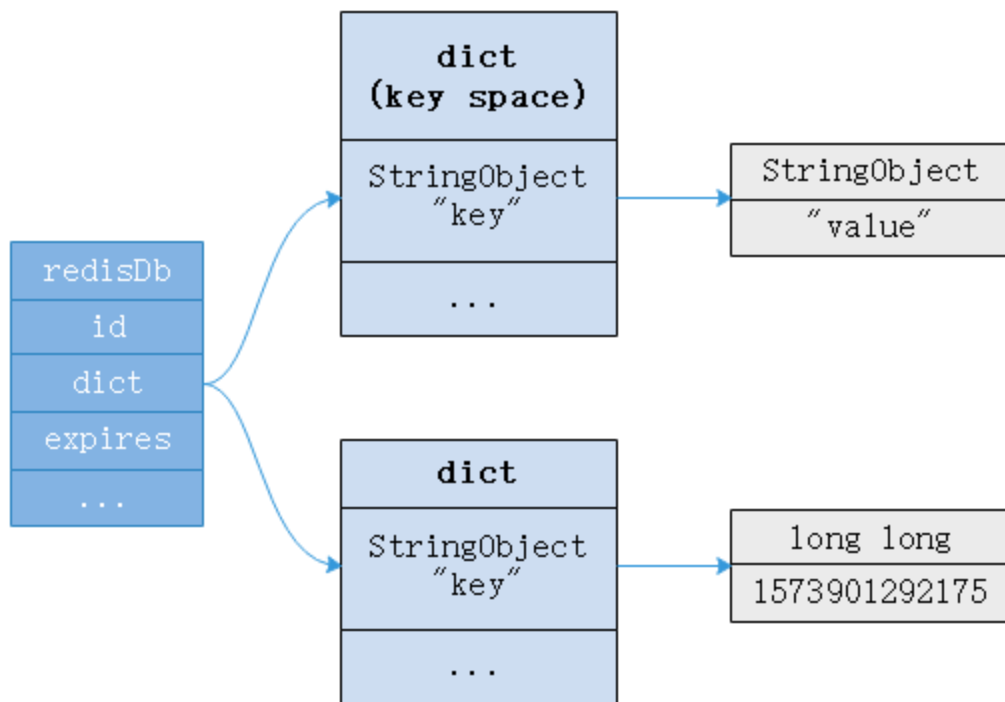 dict
(key space)
StringObject
"key"
...
StringObject
"value"
redisDb
id
dict
expires
...
dict
StringObject
"key"
...
long long
1573901292175